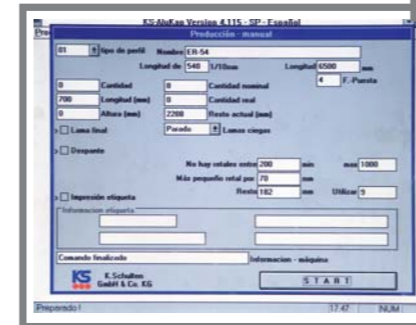 KS-AluKap Version 4.115 - SP - Español
Producción - manual
01 tipo de perfil Nombre ER-54
Longitud de 540 1/10mm Longitud 6500 mm
4 F.-Puesta
0 Cantidad 0 Cantidad nominal
700 Longitud (mm) 0 Cantidad real
0 Altura (mm) 2208 Resto actual (mm)
Lama final Parado Lamas ciegas
Despunte
No hay retales entre 200 min max 1000
Más pequeño retal por 70 mm
Resto 182 mm Utilizar 9
Impresión etiqueta
Informacion etiqueta
Comando finalizado Informacion - máquina
KS K. Schulten
GmbH & Co. KG
START
Preparado! 17:47 NUM